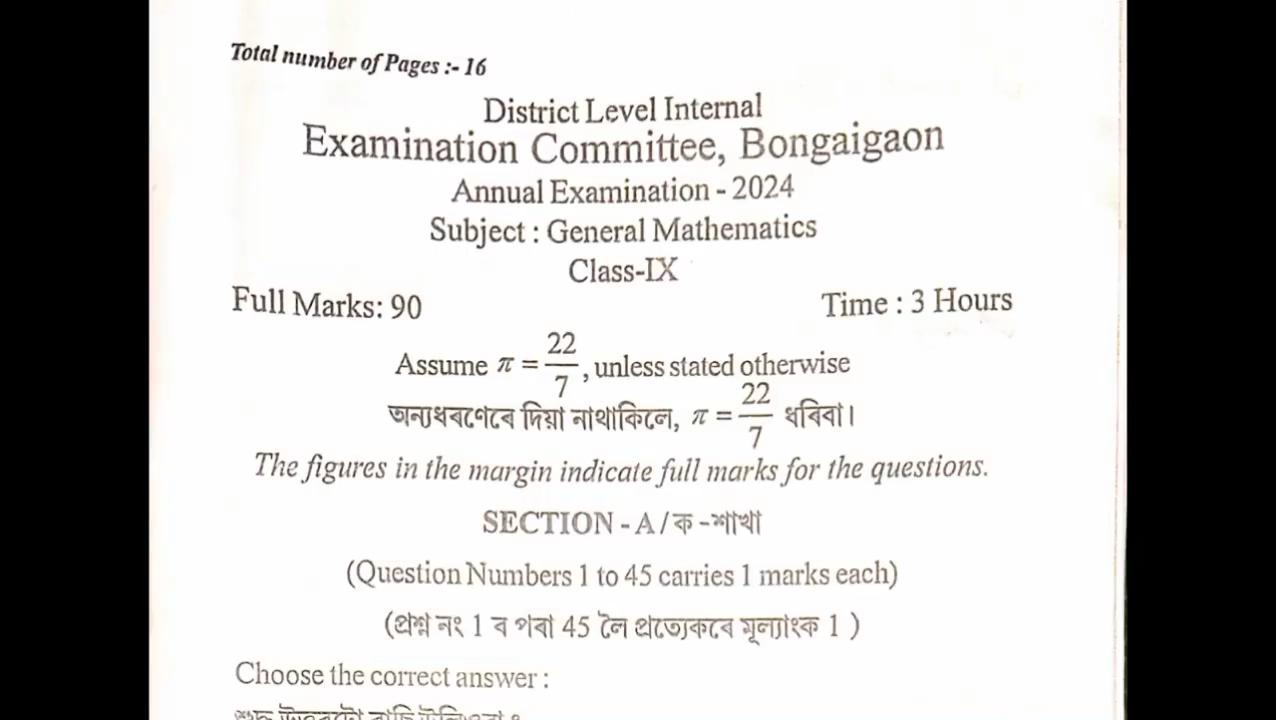 Total number of Pages :- 16
District Level Internal
Examination Committee, Bongaigaon
Annual Examination - 2024
Subject : General Mathematics
Class-IX
Full Marks: 90 Time : 3 Hours
Assume π = 22/7, unless stated otherwise
অন্যধৰণেৰে দিয়া নাথাকিলে, π = 22/7 ধৰিবা।
The figures in the margin indicate full marks for the questions.
SECTION - A / ক -শাখা
(Question Numbers 1 to 45 carries 1 marks each)
(প্ৰশ্ন নং 1 ৰ পৰা 45 লৈ প্ৰত্যেকৰে মূল্যাংক 1 )
Choose the correct answer :